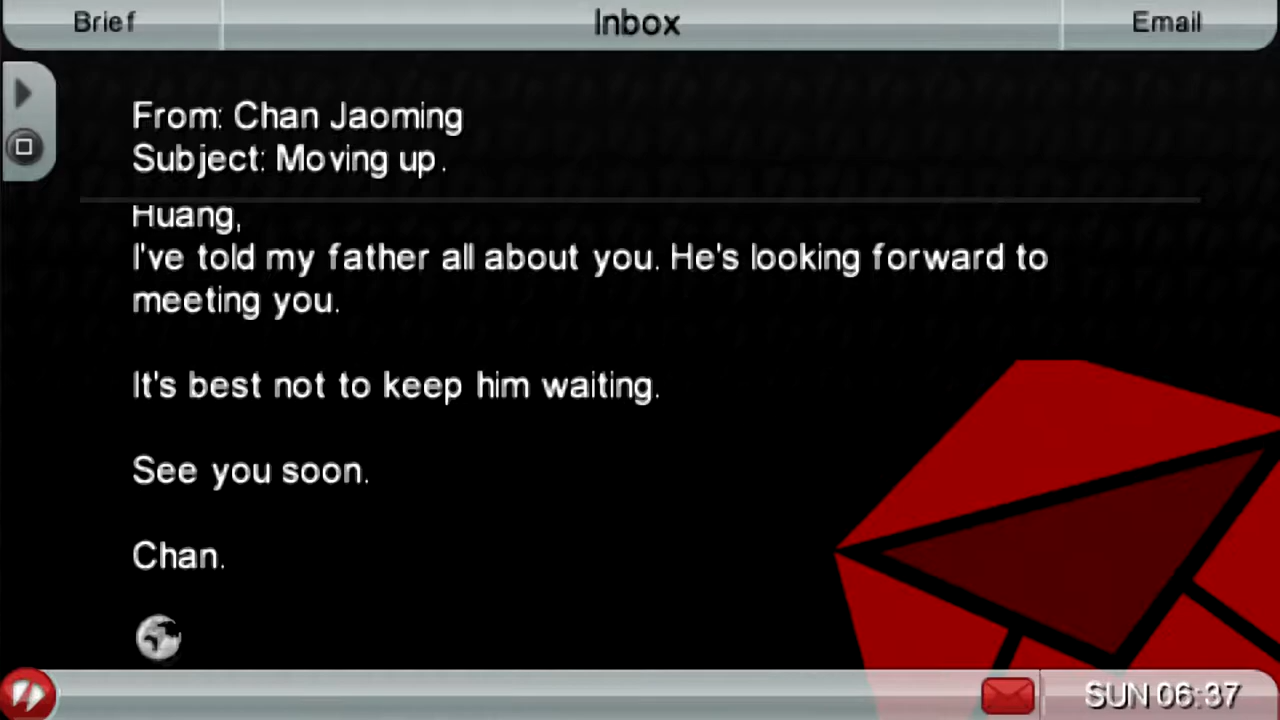 Brief
Inbox
Email
From: Chan Jaoming
Subject: Moving up.
Huang,
I've told my father all about you. He's looking forward to
meeting you.
It's best not to keep him waiting.
See you soon.
Chan.
SUN 06:37